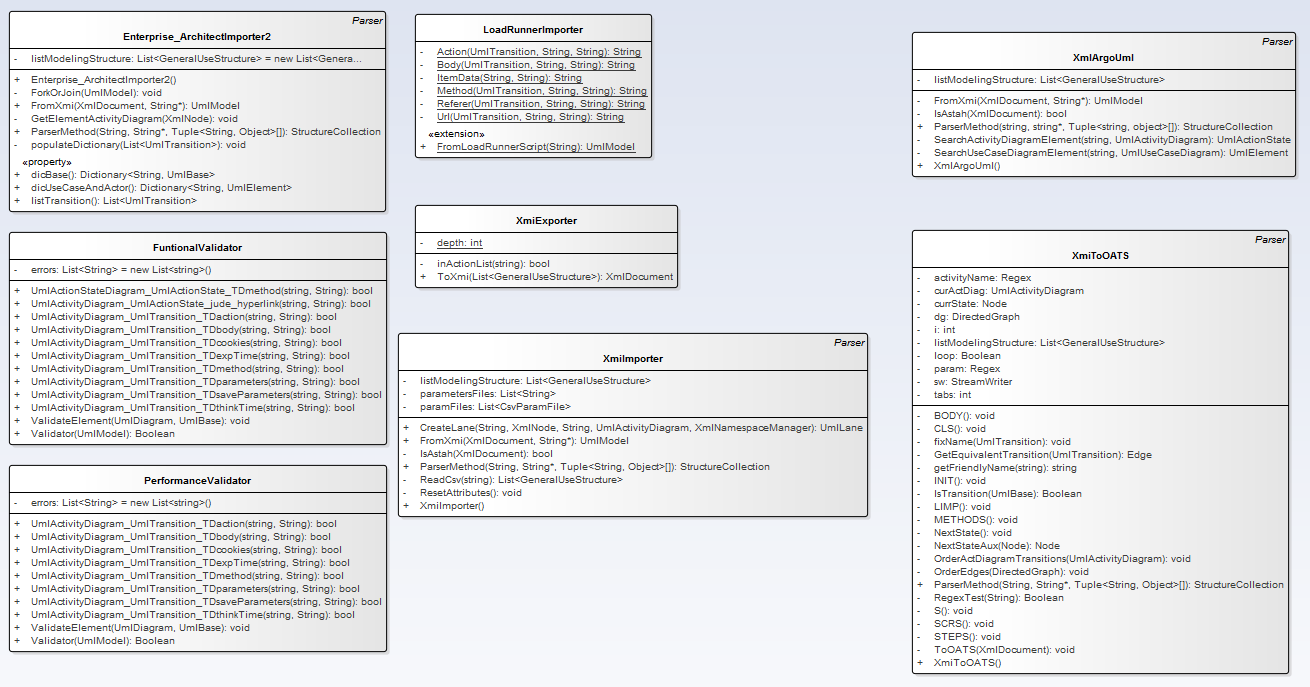 Parser
Enterprise_ArchitectImporter2
- listModelingStructure: List<GeneralUseStructure> = new List<Genera...
+ Enterprise_ArchitectImporter2()
- ForkOrJoin(UmlModel): void
+ FromXmi(XmlDocument, String*): UmlModel
- GetElementActivityDiagram(XmlNode): void
+ ParserMethod(String, String*, Tuple<String, Object>[]): StructureCollection
- populateDictionary(List<UmlTransition>): void
«property»
+ dicBase(): Dictionary<String, UmlBase>
+ dicUseCaseAndActor(): Dictionary<String, UmlElement>
+ listTransition(): List<UmlTransition>
FuntionalValidator
- errors: List<String> = new List<string>()
+ UmlActionStateDiagram_UmlActionState_TDmethod(string, String): bool
+ UmlActivityDiagram_UmlActionState_jude_hyperlink(string, String): bool
+ UmlActivityDiagram_UmlTransition_TDaction(string, String): bool
+ UmlActivityDiagram_UmlTransition_TDbody(string, String): bool
+ UmlActivityDiagram_UmlTransition_TDcookies(string, String): bool
+ UmlActivityDiagram_UmlTransition_TDexpTime(string, String): bool
+ UmlActivityDiagram_UmlTransition_TDmethod(string, String): bool
+ UmlActivityDiagram_UmlTransition_TDparameters(string, String): bool
+ UmlActivityDiagram_UmlTransition_TDsaveParameters(string, String): bool
+ UmlActivityDiagram_UmlTransition_TDthinkTime(string, String): bool
+ ValidateElement(UmlDiagram, UmlBase): void
+ Validator(UmlModel): Boolean
PerformanceValidator
- errors: List<String> = new List<string>()
+ UmlActivityDiagram_UmlTransition_TDaction(string, String): bool
+ UmlActivityDiagram_UmlTransition_TDbody(string, String): bool
+ UmlActivityDiagram_UmlTransition_TDcookies(string, String): bool
+ UmlActivityDiagram_UmlTransition_TDexpTime(string, String): bool
+ UmlActivityDiagram_UmlTransition_TDmethod(string, String): bool
+ UmlActivityDiagram_UmlTransition_TDparameters(string, String): bool
+ UmlActivityDiagram_UmlTransition_TDsaveParameters(string, String): bool
+ UmlActivityDiagram_UmlTransition_TDthinkTime(string, String): bool
+ ValidateElement(UmlDiagram, UmlBase): void
+ Validator(UmlModel): Boolean
LoadRunnerImporter
- Action(UmlTransition, String, String): String
- Body(UmlTransition, String, String): String
- ItemData(String, String): String
- Method(UmlTransition, String, String): String
- Referer(UmlTransition, String, String): String
- Url(UmlTransition, String, String): String
«extension»
+ FromLoadRunnerScript(String): UmlModel
XmiExporter
- depth: int
- inActionList(string): bool
+ ToXmi(List<GeneralUseStructure>): XmlDocument
Parser
XmiImporter
- listModelingStructure: List<GeneralUseStructure>
- parametersFiles: List<String>
- paramFiles: List<CsvParamFile>
+ CreateLane(String, XmlNode, String, UmlActivityDiagram, XmlNamespaceManager): UmlLane
+ FromXmi(XmlDocument, String*): UmlModel
- IsAstah(XmlDocument): bool
+ ParserMethod(String, String*, Tuple<String, Object>[]): StructureCollection
- ReadCsv(string): List<GeneralUseStructure>
- ResetAttributes(): void
+ XmiImporter()
Parser
XmlArgoUml
- listModelingStructure: List<GeneralUseStructure>
- FromXmi(XmlDocument, String*): UmlModel
- IsAstah(XmlDocument): bool
+ ParserMethod(string, string*, Tuple<string, object>[]): StructureCollection
- SearchActivityDiagramElement(string, UmlActivityDiagram): UmlActionState
- SearchUseCaseDiagramElement(string, UmlUseCaseDiagram): UmlElement
+ XmlArgoUml()
Parser
XmiToOATS
- activityName: Regex
- curActDiag: UmlActivityDiagram
- currState: Node
- dg: DirectedGraph
- i: int
- listModelingStructure: List<GeneralUseStructure>
- loop: Boolean
- param: Regex
- sw: StreamWriter
- tabs: int
- BODY(): void
- CLS(): void
- fixName(UmlTransition): void
- GetEquivalentTransition(UmlTransition): Edge
- getFriendlyName(string): string
- INIT(): void
- IsTransition(UmlBase): Boolean
- LIMP(): void
- METHODS(): void
- NextState(): void
- NextStateAux(Node): Node
- OrderActDiagramTransitions(UmlActivityDiagram): void
- OrderEdges(DirectedGraph): void
+ ParserMethod(String, String*, Tuple<String, Object>[]): StructureCollection
- RegexTest(String): Boolean
- S(): void
- SCRS(): void
- STEPS(): void
- ToOATS(XmlDocument): void
+ XmiToOATS()